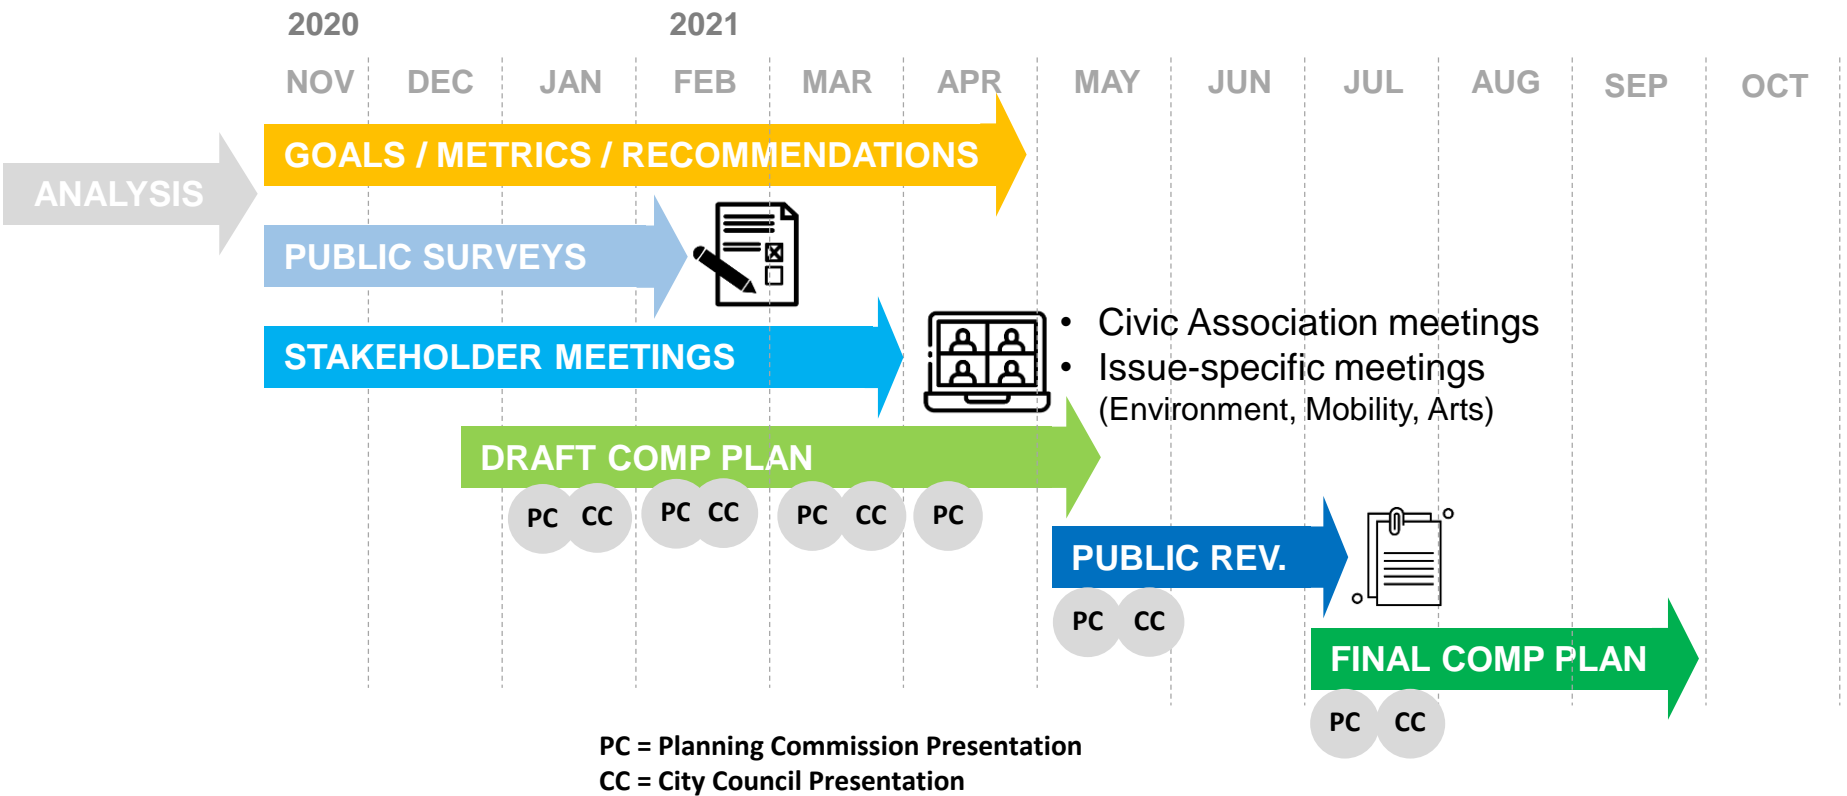 2020 2021
NOV DEC JAN FEB MAR APR MAY JUN JUL AUG SEP OCT
GOALS / METRICS / RECOMMENDATIONS
ANALYSIS
PUBLIC SURVEYS
• Civic Association meetings
STAKEHOLDER MEETINGS
• Issue-specific meetings
(Environment, Mobility, Arts)
DRAFT COMP PLAN
PC CC PC CC PC CC PC
PUBLIC REV.
PC CC
FINAL COMP PLAN
PC CC
PC = Planning Commission Presentation
CC = City Council Presentation